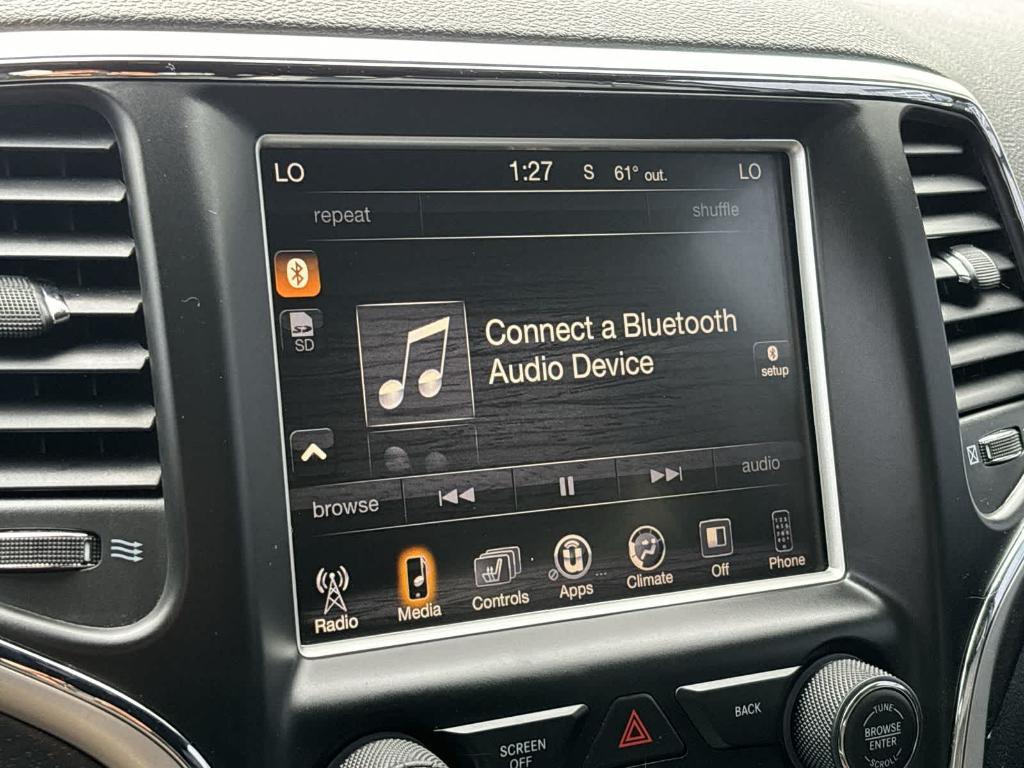 LO 1:27 S 61° out. LO
repeat shuffle
SD
Connect a Bluetooth
Audio Device
setup
browse audio
Radio Media Controls Apps Climate Off Phone
SCREEN
OFF
BACK
TUNE
BROWSE
ENTER
SCROLL